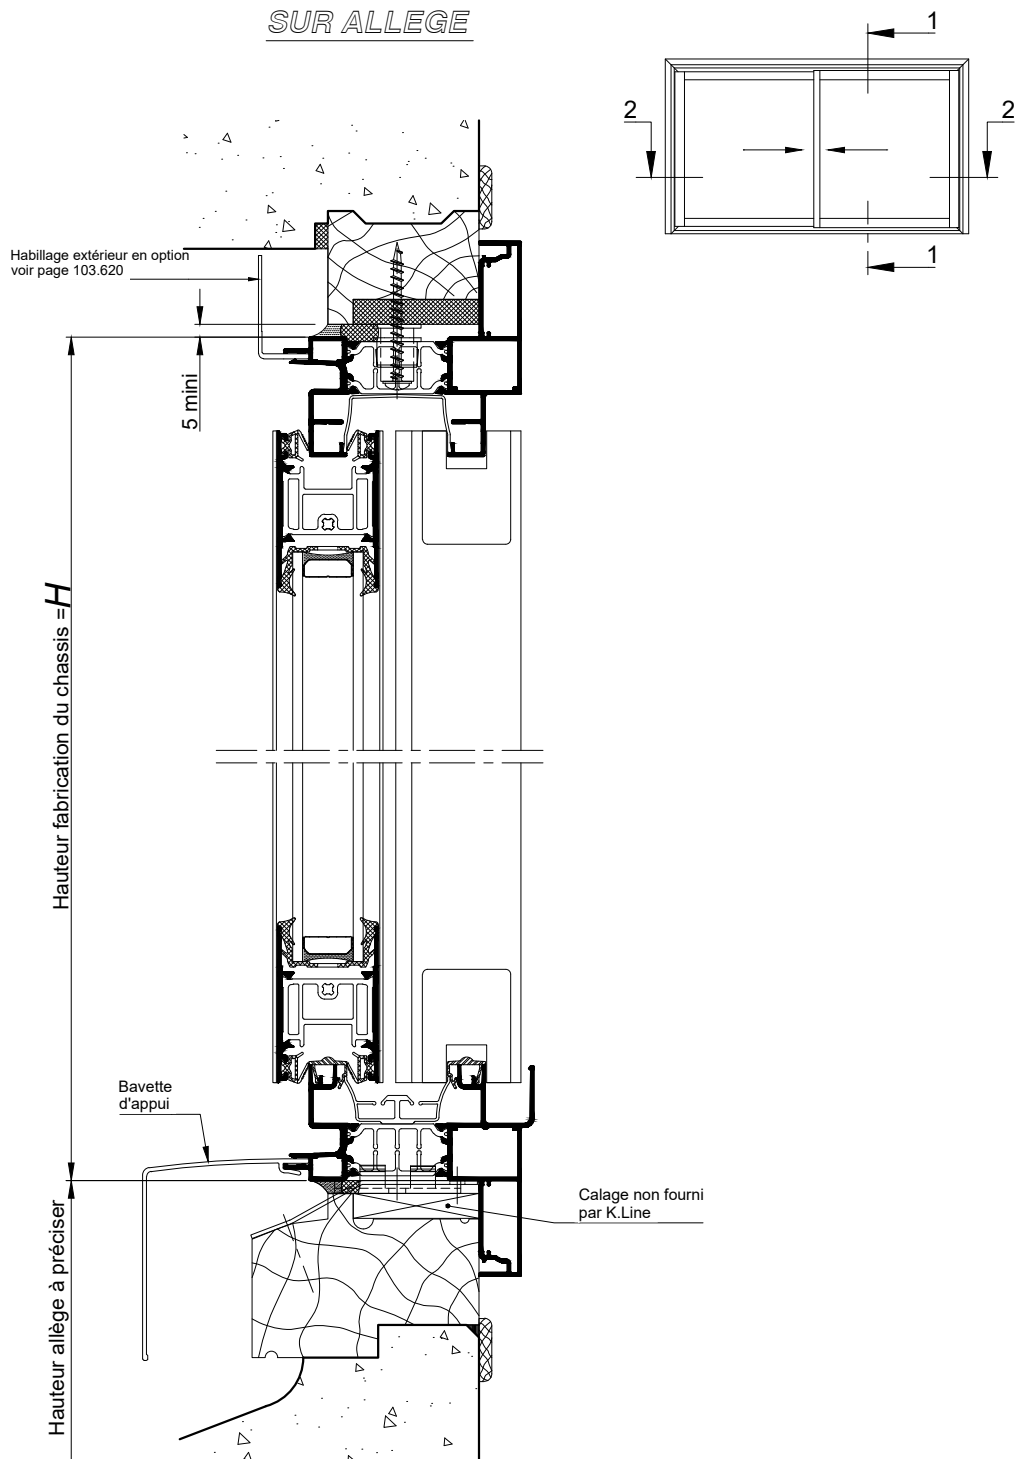 SUR ALLEGE
1
2
2
1
Habillage extérieur en option
voir page 103.620
5 mini
Hauteur fabrication du chassis =H
Bavette
d'appui
Calage non fourni
par K.Line
Hauteur allège à préciser